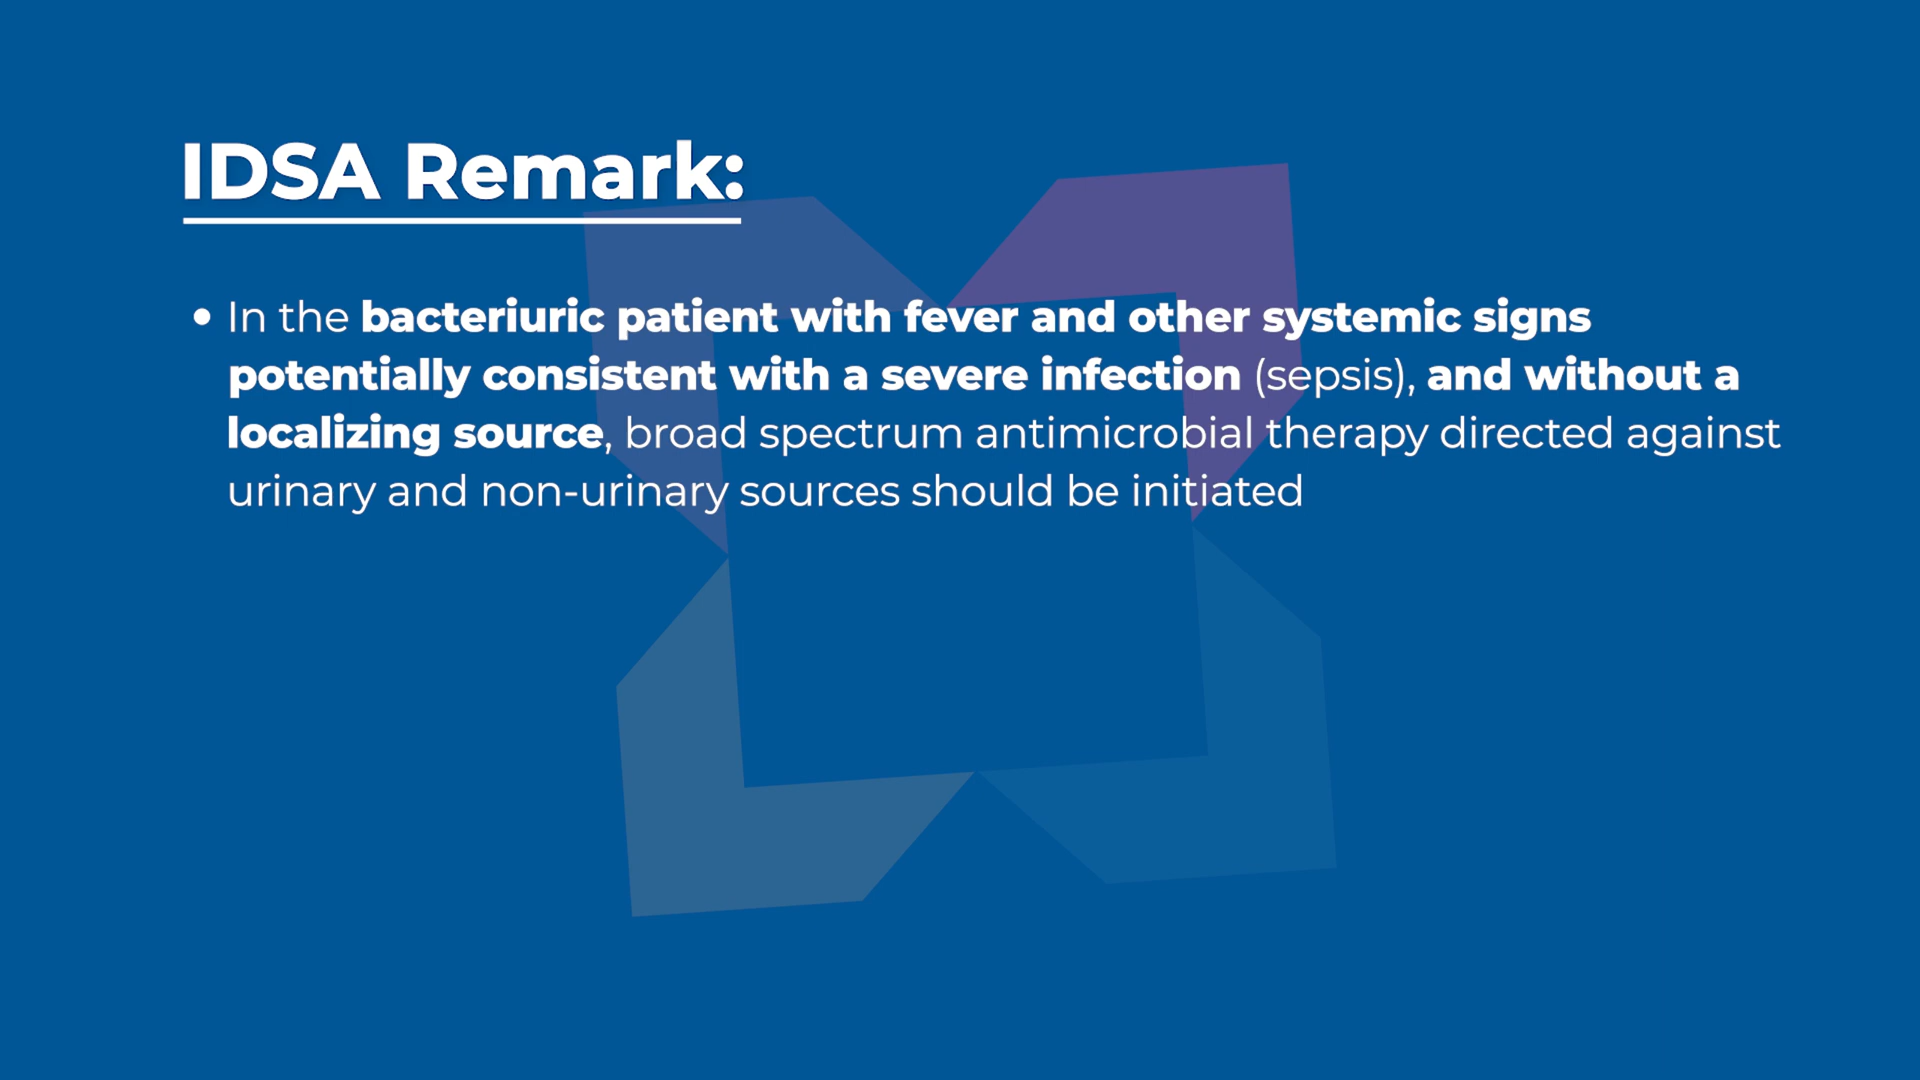 IDSA Remark:
• In the bacteriuric patient with fever and other systemic signs
potentially consistent with a severe infection (sepsis), and without a
localizing source, broad spectrum antimicrobial therapy directed against
urinary and non-urinary sources should be initiated